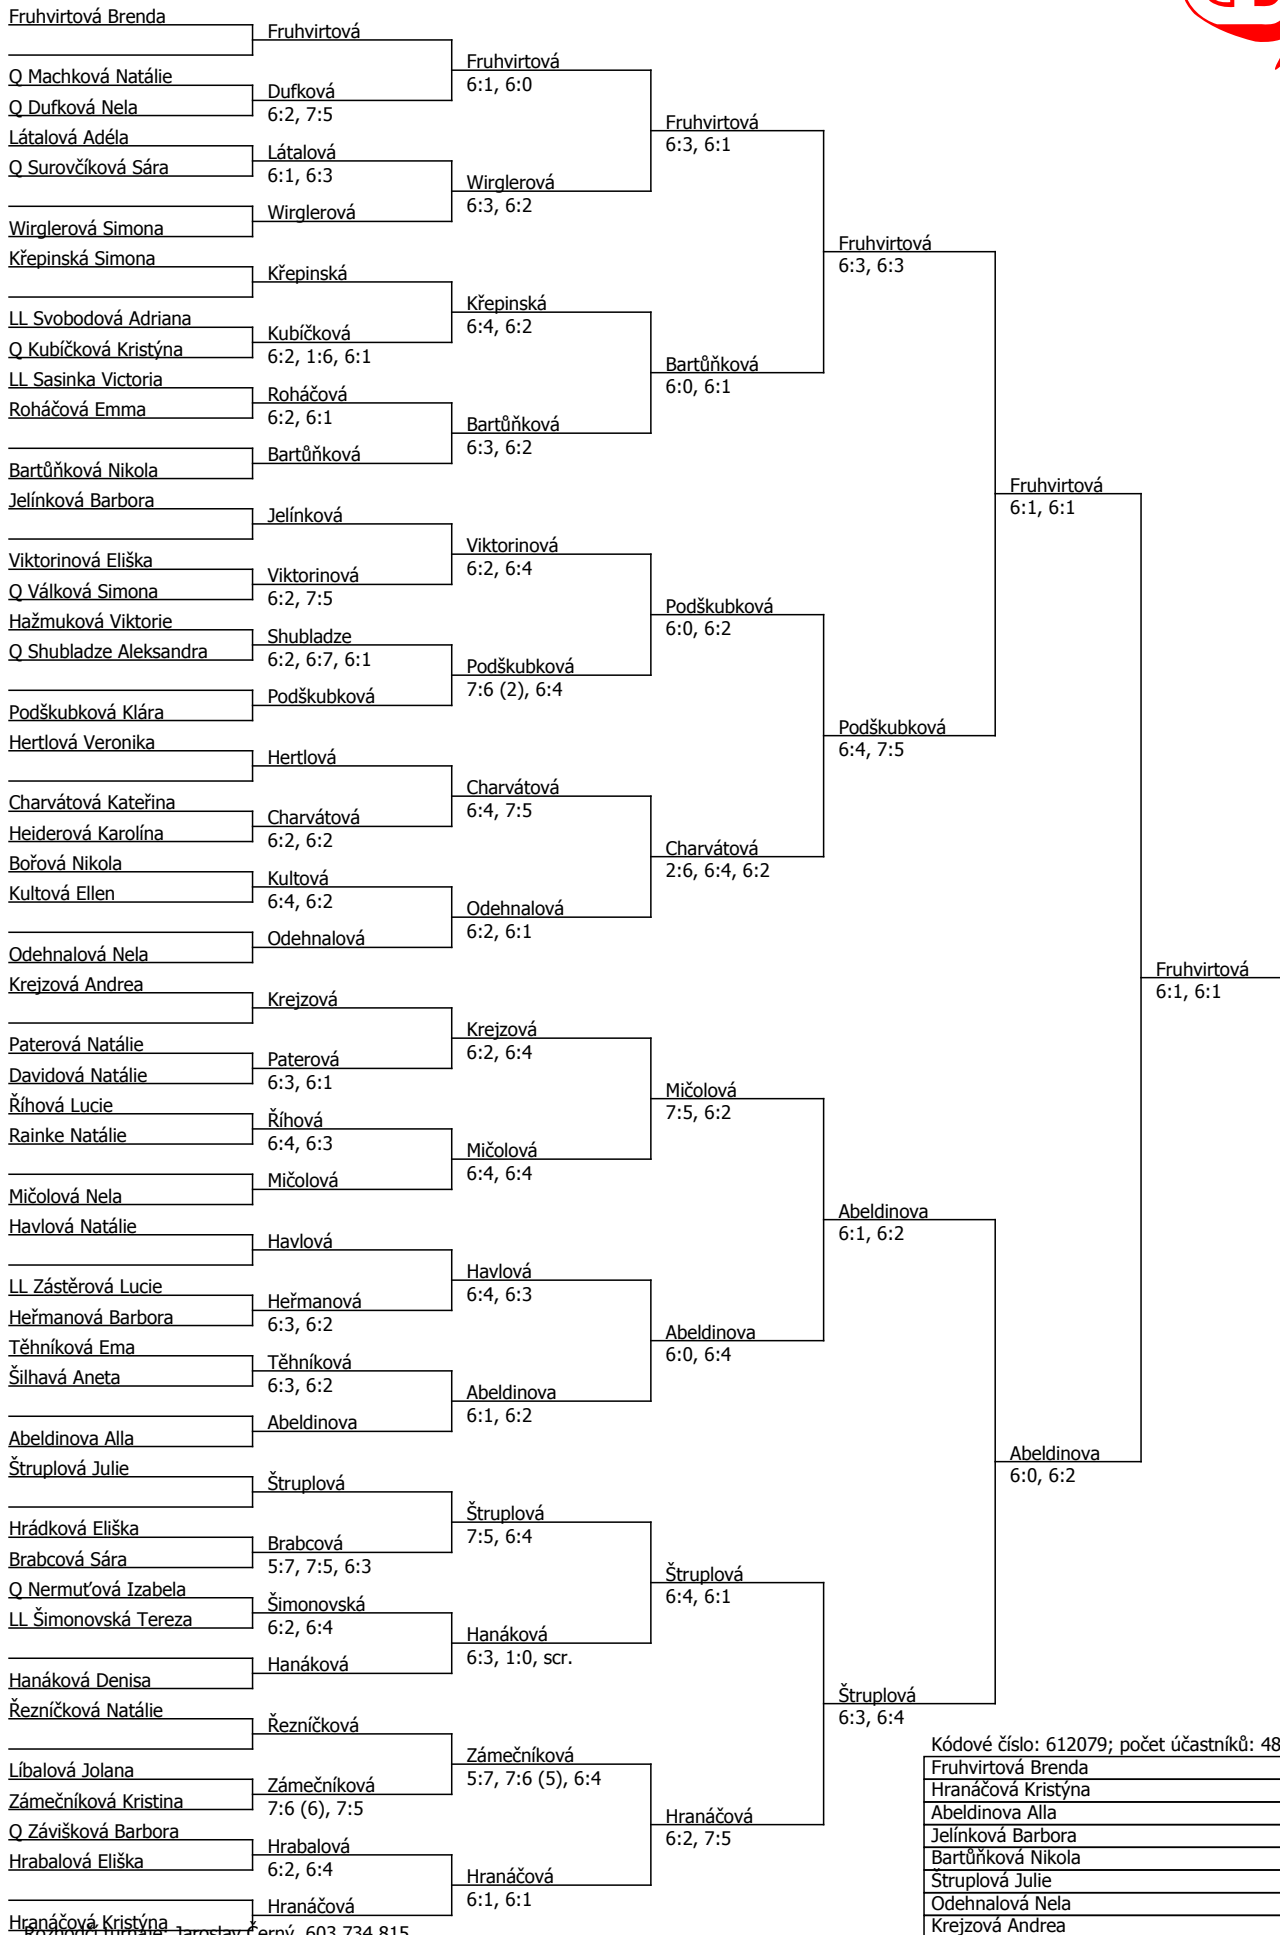 Fruhvirtová Brenda
Q Machková Natálie
Q Dufková Nela
Látalová Adéla
Q Surovčíková Sára
Wirglerová Simona
Křepinská Simona
LL Svobodová Adriana
Q Kubíčková Kristýna
LL Sasinka Victoria
Roháčová Emma
Bartůňková Nikola
Jelínková Barbora
Viktorinová Eliška
Q Válková Simona
Hažmuková Viktorie
Q Shubladze Aleksandra
Podškubková Klára
Hertlová Veronika
Charvátová Kateřina
Heiderová Karolína
Bořová Nikola
Kultová Ellen
Odehnalová Nela
Krejzová Andrea
Paterová Natálie
Davidová Natálie
Říhová Lucie
Rainke Natálie
Mičolová Nela
Havlová Natálie
LL Zástěrová Lucie
Heřmanová Barbora
Těhníková Ema
Šilhavá Aneta
Abeldinova Alla
Štruplová Julie
Hrádková Eliška
Brabcová Sára
Q Nermuťová Izabela
LL Šimonovská Tereza
Hanáková Denisa
Řezníčková Natálie
Líbalová Jolana
Zámečníková Kristina
Q Závišková Barbora
Hrabalová Eliška
Hranáčová Kristýna
Fruhvirtová
Dufková
6:2, 7:5
Látalová
6:1, 6:3
Wirglerová
Křepinská
Kubíčková
6:2, 1:6, 6:1
Roháčová
6:2, 6:1
Bartůňková
Jelínková
Viktorinová
6:2, 7:5
Shubladze
6:2, 6:7, 6:1
Podškubková
Hertlová
Charvátová
6:2, 6:2
Kultová
6:4, 6:2
Odehnalová
Krejzová
Paterová
6:3, 6:1
Říhová
6:4, 6:3
Mičolová
Havlová
Heřmanová
6:3, 6:2
Těhníková
6:3, 6:2
Abeldinova
Štruplová
Brabcová
5:7, 7:5, 6:3
Šimonovská
6:2, 6:4
Hanáková
Řezníčková
Zámečníková
7:6 (6), 7:5
Hrabalová
6:2, 6:4
Hranáčová
Fruhvirtová
6:1, 6:0
Wirglerová
6:3, 6:2
Křepinská
6:4, 6:2
Bartůňková
6:3, 6:2
Viktorinová
6:2, 6:4
Podškubková
7:6 (2), 6:4
Charvátová
6:4, 7:5
Odehnalová
6:2, 6:1
Krejzová
6:2, 6:4
Mičolová
6:4, 6:4
Havlová
6:4, 6:3
Abeldinova
6:1, 6:2
Štruplová
7:5, 6:4
Hanáková
6:3, 1:0, scr.
Zámečníková
5:7, 7:6 (5), 6:4
Hranáčová
6:1, 6:1
Fruhvirtová
6:3, 6:1
Bartůňková
6:0, 6:1
Podškubková
6:0, 6:2
Charvátová
2:6, 6:4, 6:2
Mičolová
7:5, 6:2
Abeldinova
6:0, 6:4
Štruplová
6:4, 6:1
Hranáčová
6:2, 7:5
Fruhvirtová
6:3, 6:3
Podškubková
6:4, 7:5
Abeldinova
6:1, 6:2
Štruplová
6:3, 6:4
Fruhvirtová
6:1, 6:1
Abeldinova
6:0, 6:2
Fruhvirtová
6:1, 6:1
Kódové číslo: 612079; počet účastníků: 48
Fruhvirtová Brenda
Hranáčová Kristýna
Abeldinova Alla
Jelínková Barbora
Bartůňková Nikola
Štruplová Julie
Odehnalová Nela
Krejzová Andrea
Rozhodčí turnaje: Jaroslav Černý, 603 734 815